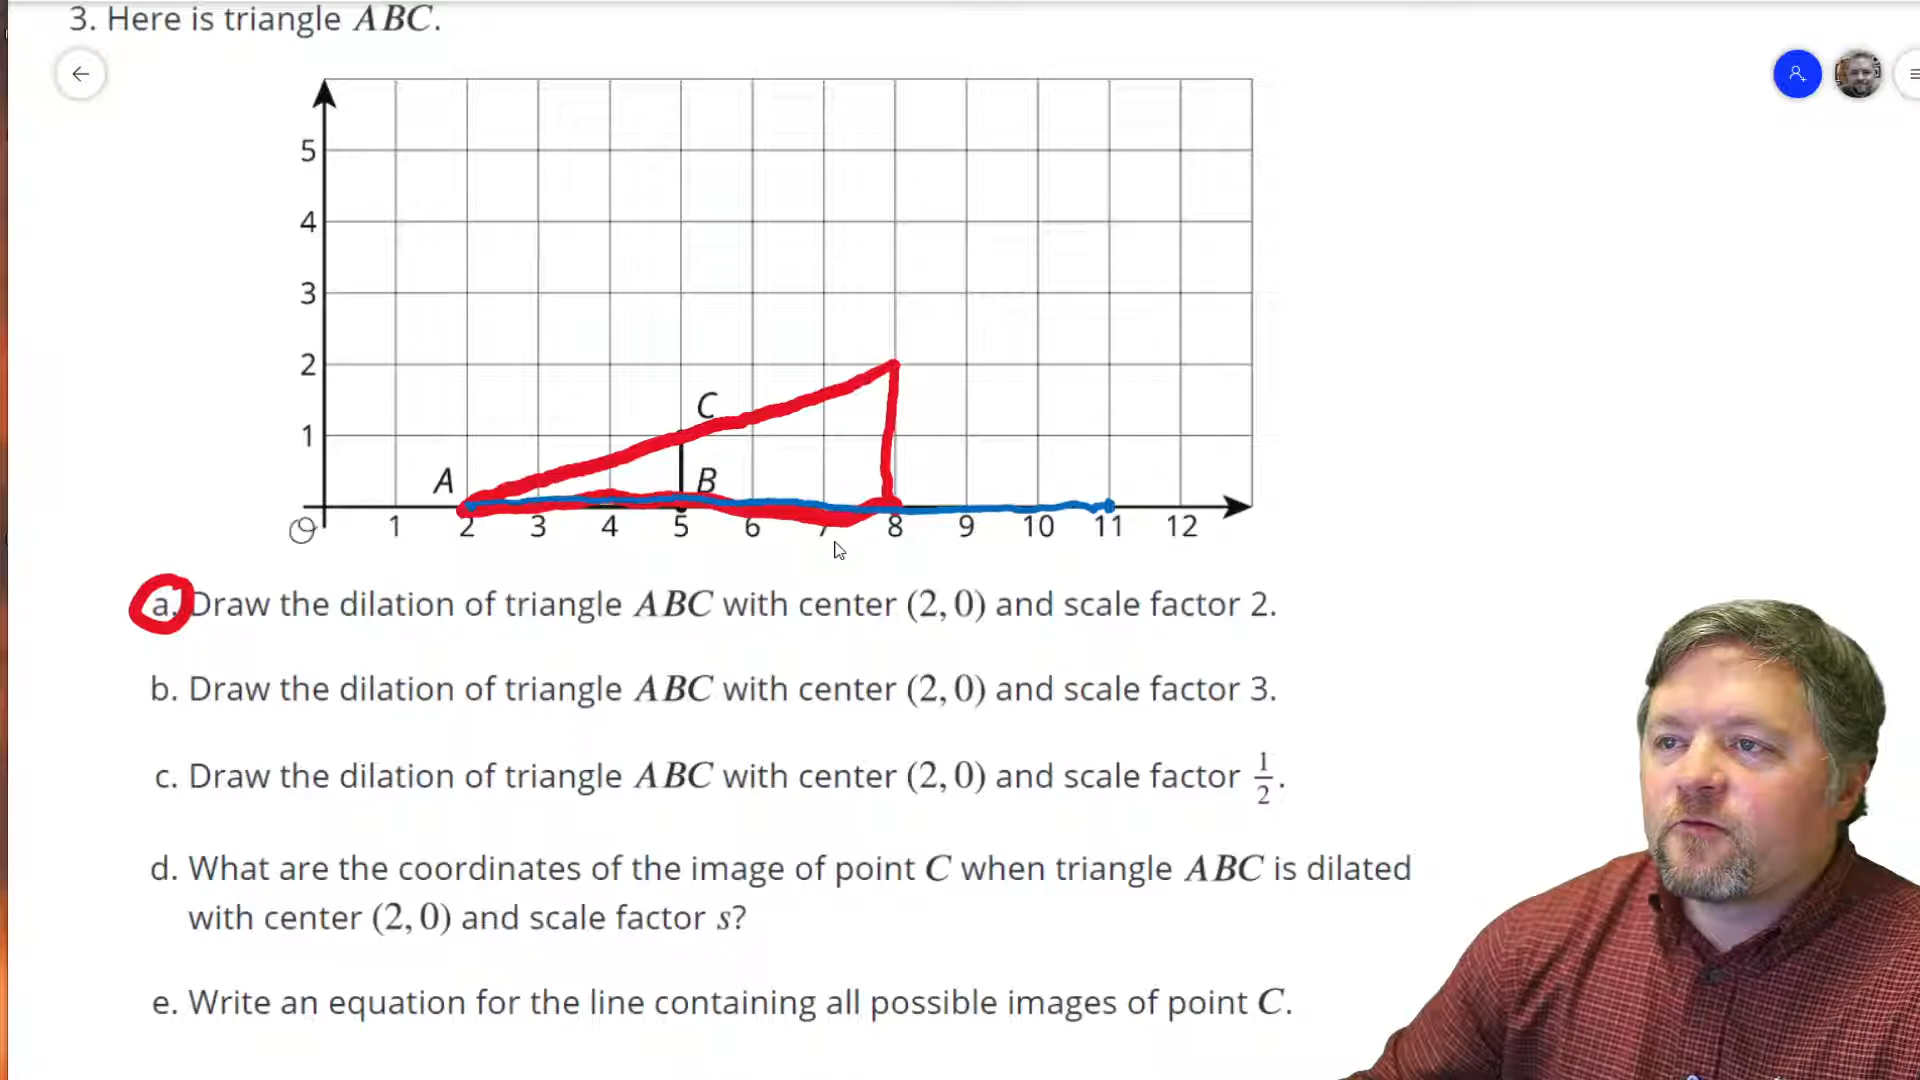 3. Here is triangle ABC.
5
4
3
2
1
C
A
B
O
1 2 3 4 5 6 7 8 9 10 11 12
a. Draw the dilation of triangle ABC with center (2, 0) and scale factor 2.
b. Draw the dilation of triangle ABC with center (2, 0) and scale factor 3.
c. Draw the dilation of triangle ABC with center (2, 0) and scale factor 1/2.
d. What are the coordinates of the image of point C when triangle ABC is dilated
with center (2, 0) and scale factor s?
e. Write an equation for the line containing all possible images of point C.